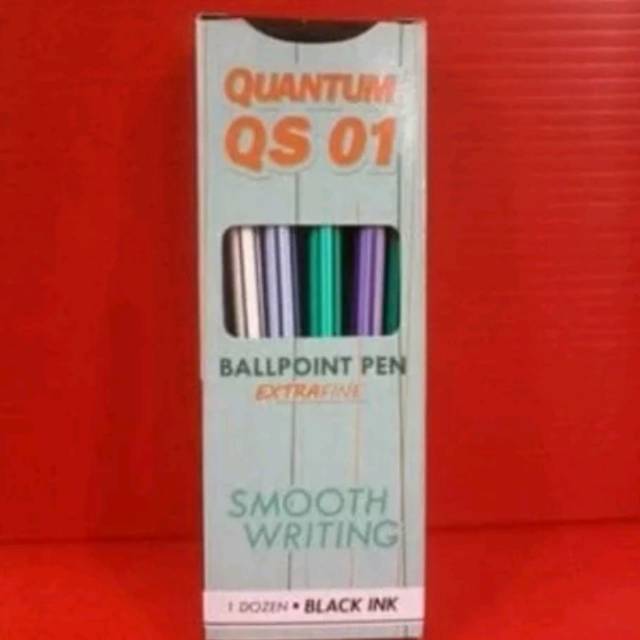 QUANTUM
QS 01
BALLPOINT PEN
EXTRAFINE
SMOOTH
WRITING
1 DOZEN • BLACK INK